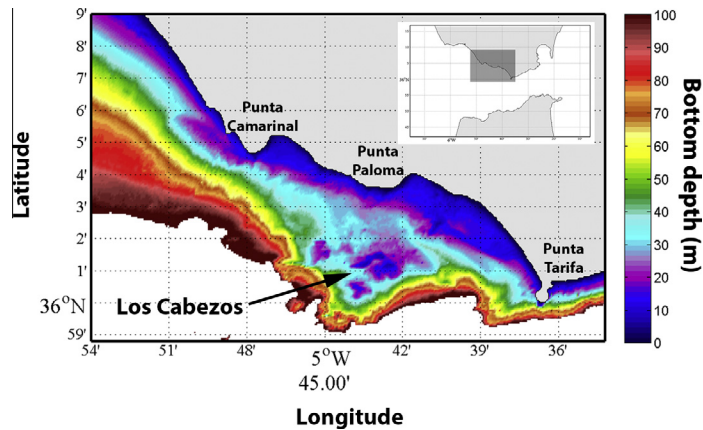 9'
8'
7'
6'
5'
4'
3'
2'
1'
36°N
59'
Latitude
Punta
Camarinal
Punta
Paloma
Punta
Tarifa
Los Cabezos
54'
51'
48'
5°W
45.00'
42'
39'
36'
Longitude
100
90
80
70
60
50
40
30
20
10
0
Bottom depth (m)